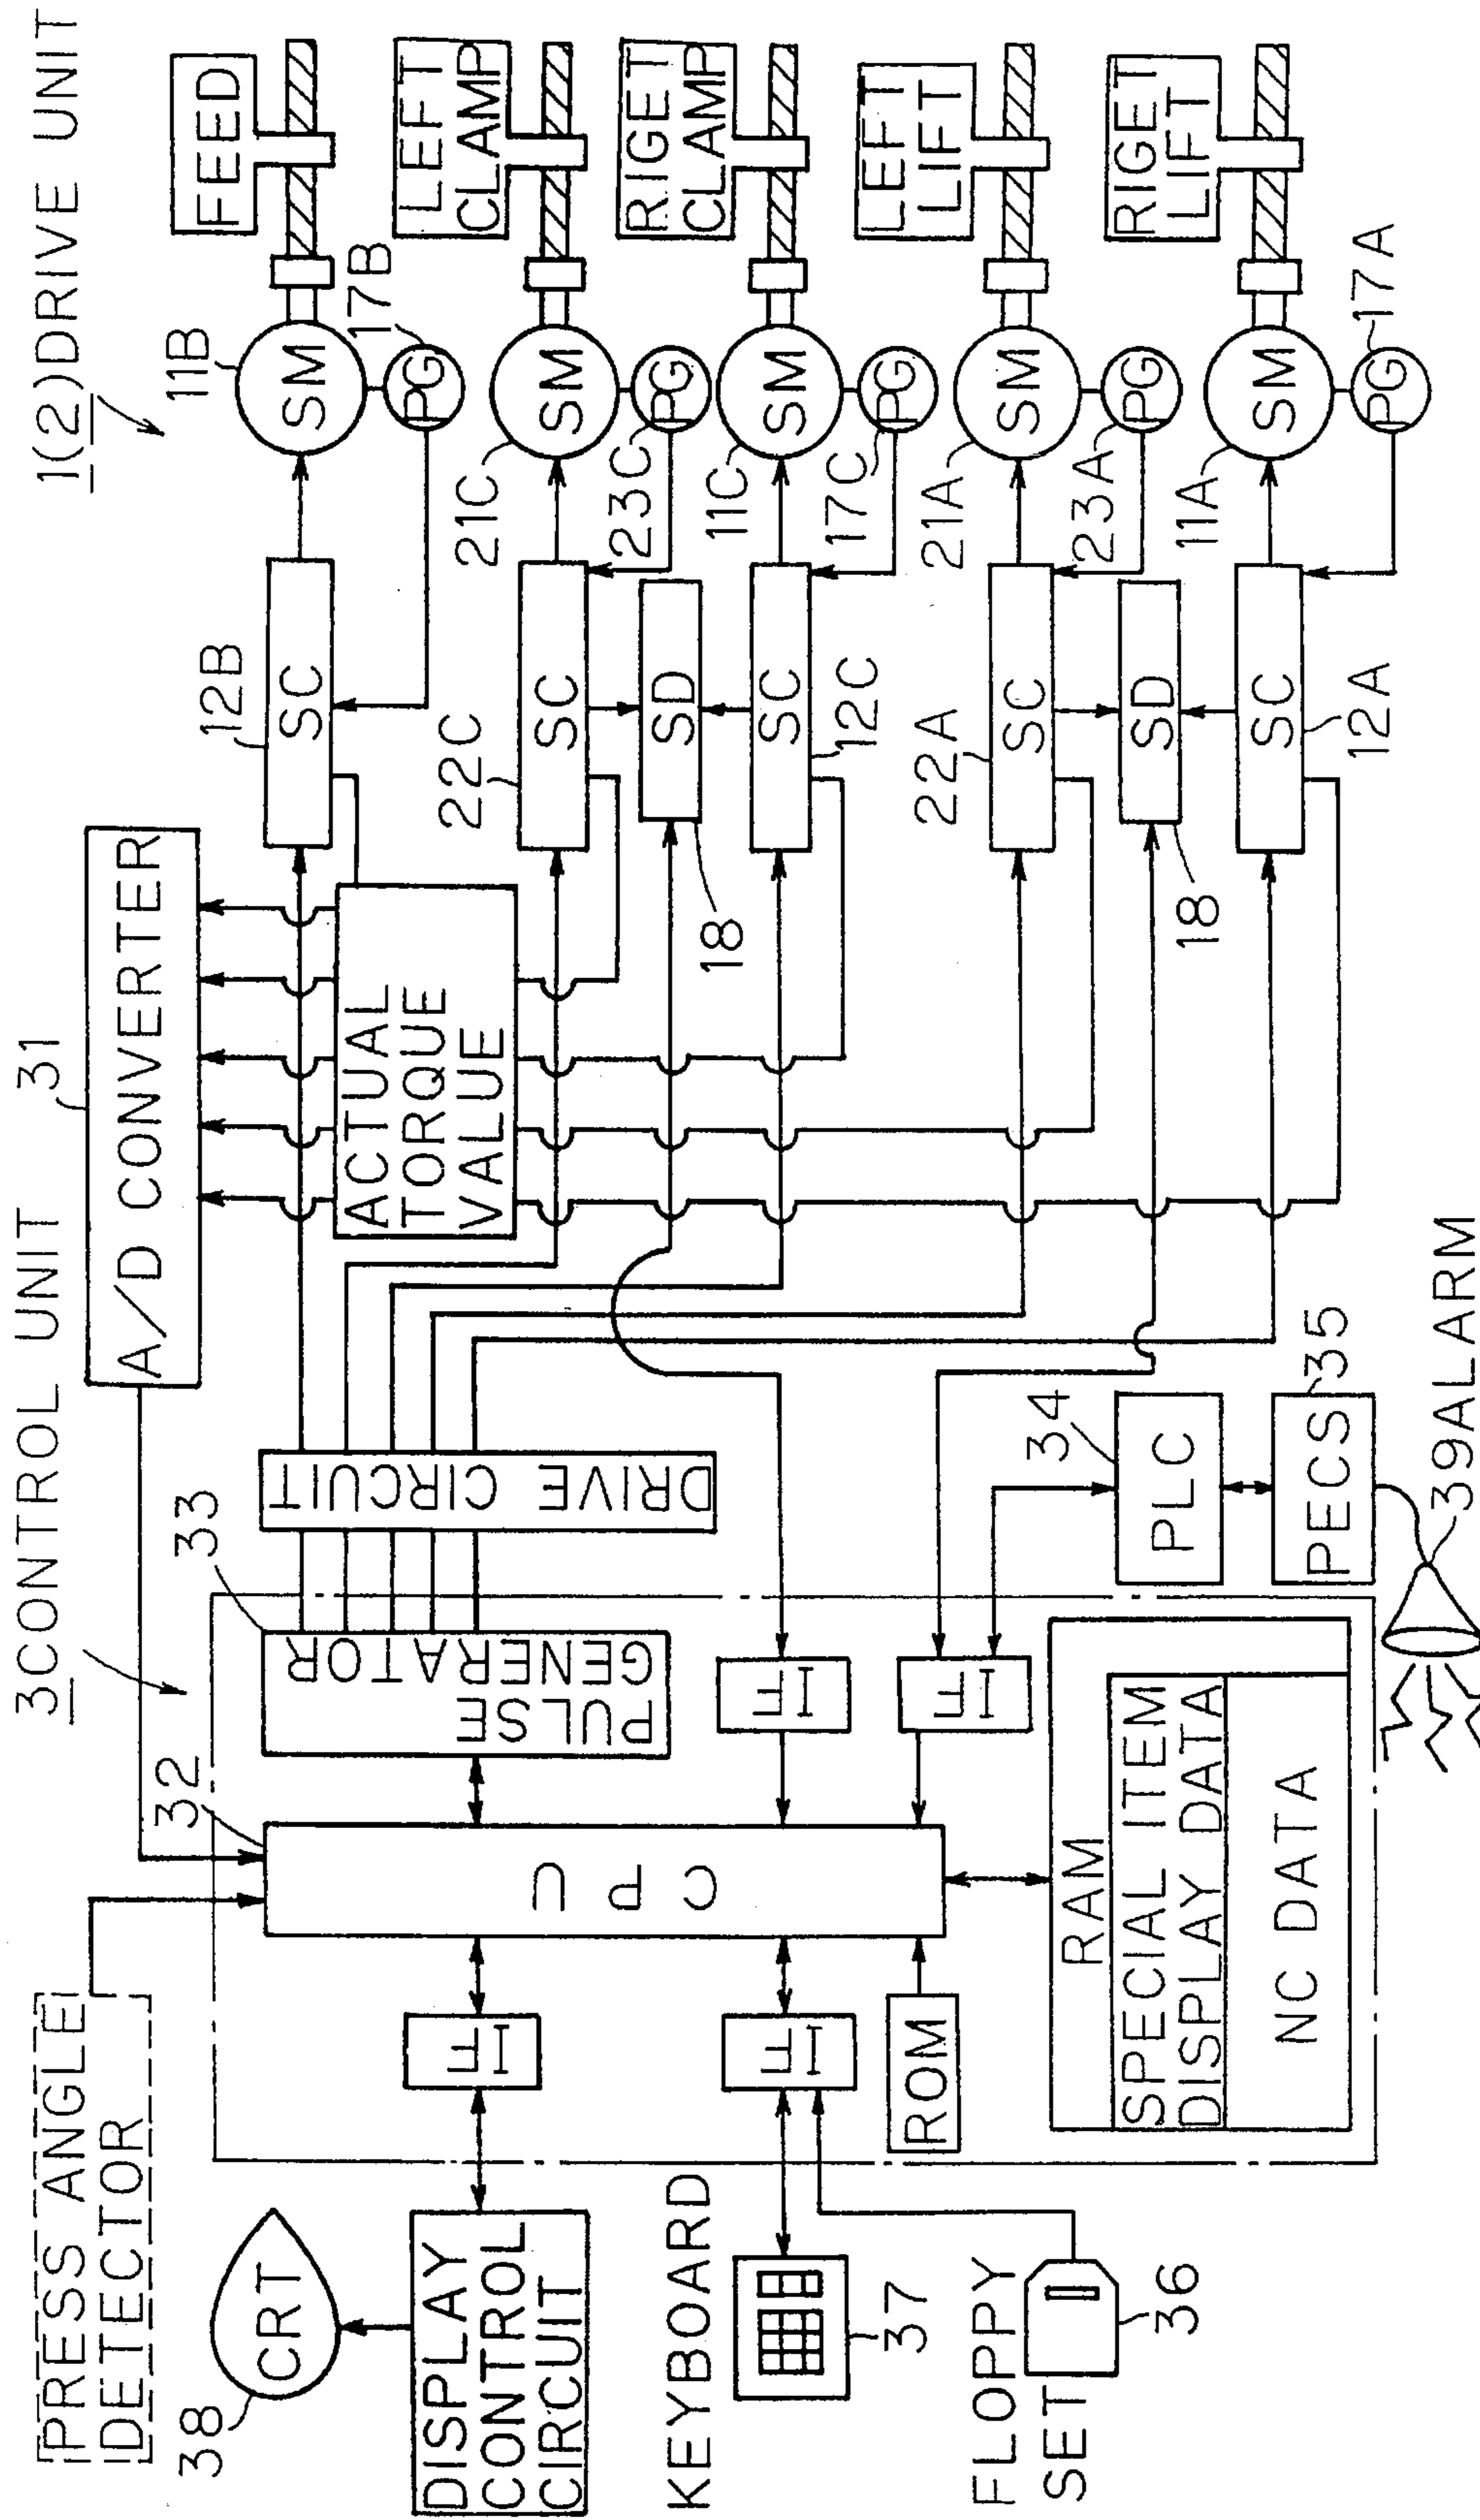 3CONTROL UNIT
1(2)DRIVE UNIT
PRESS ANGLE
DETECTOR
38
CRT
DISPLAY
CONTROL
CIRCUIT
KEYBOARD
37
FLOPPY
SET
36
IF
IF
ROM
32
CPU
RAM
SPECIAL ITEM
DISPLAY DATA
NC DATA
33
PULSE
GENERATOR
IF
IF
DRIVE CIRCUIT
34
PLC
PECS
35
39ALARM
31
A/D CONVERTER
ACTUAL
TORQUE
VALUE
12B
SC
22C
SC
SD
18
SC
12C
22A
SC
SD
18
SC
12A
11B
SM
PG
17B
21C
SM
23C
PG
11C
SM
17C
PG
21A
SM
23A
PG
11A
SM
PG
17A
FEED
LEFT
CLAMP
RIGET
CLAMP
LEFT
LIFT
RIGET
LIFT